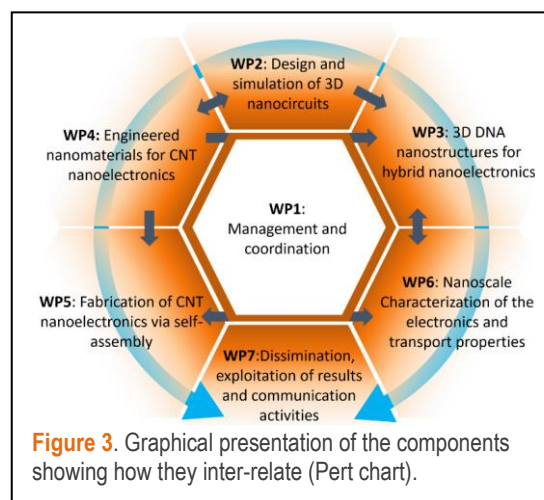 WP2: Design and
simulation of 3D
nanocircuits
WP4: Engineered
nanomaterials for CNT
nanoelectronics
WP3: 3D DNA
nanostructures for
hybrid nanoelectronics
WP1:
Management and
coordination
WP5: Fabrication of CNT
nanoelectronics via self-
assembly
WP6: Nanoscale
Characterization of the
electronics and
transport properties
WP7:Dissimination,
exploitation of results
and communication
activities
Figure 3. Graphical presentation of the components
showing how they inter-relate (Pert chart).